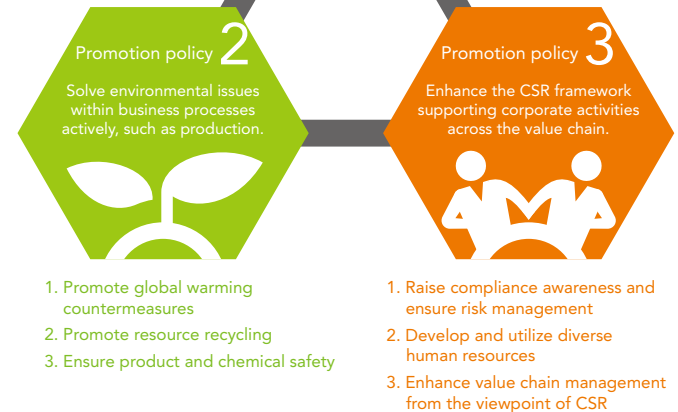 Promotion policy 2
Solve environmental issues
within business processes
actively, such as production.
1. Promote global warming
countermeasures
2. Promote resource recycling
3. Ensure product and chemical safety
Promotion policy 3
Enhance the CSR framework
supporting corporate activities
across the value chain.
1. Raise compliance awareness and
ensure risk management
2. Develop and utilize diverse
human resources
3. Enhance value chain management
from the viewpoint of CSR